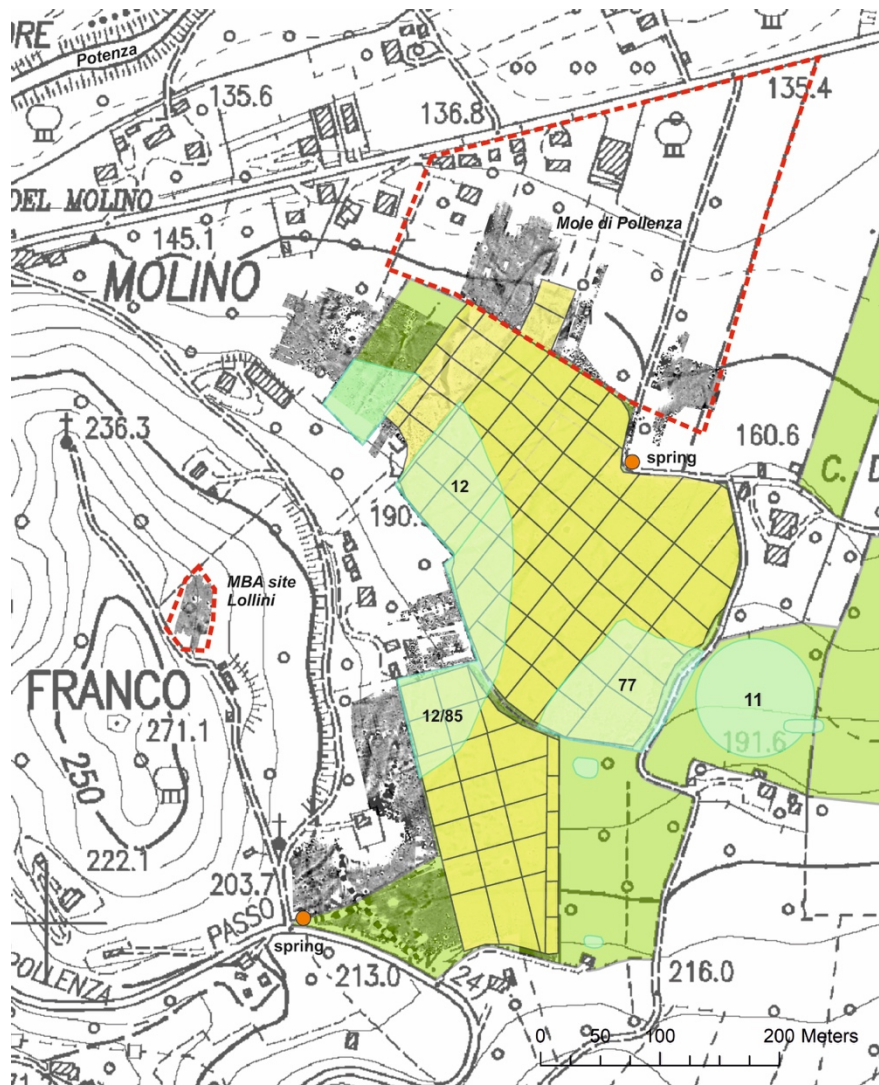 ORE
Potenza
135.6
136.8
135.4
DEL MOLINO
Mole di Pollenza
145.1
MOLINO
236.3
160.6
spring
C. D
12
190.
MBA site
Lollini
FRANCO
77
11
12/85
271.1
191.6
250
222.1
203.7
PASSO
spring
POLLENZA
213.0
24
216.0
0 50 100 200 Meters
271